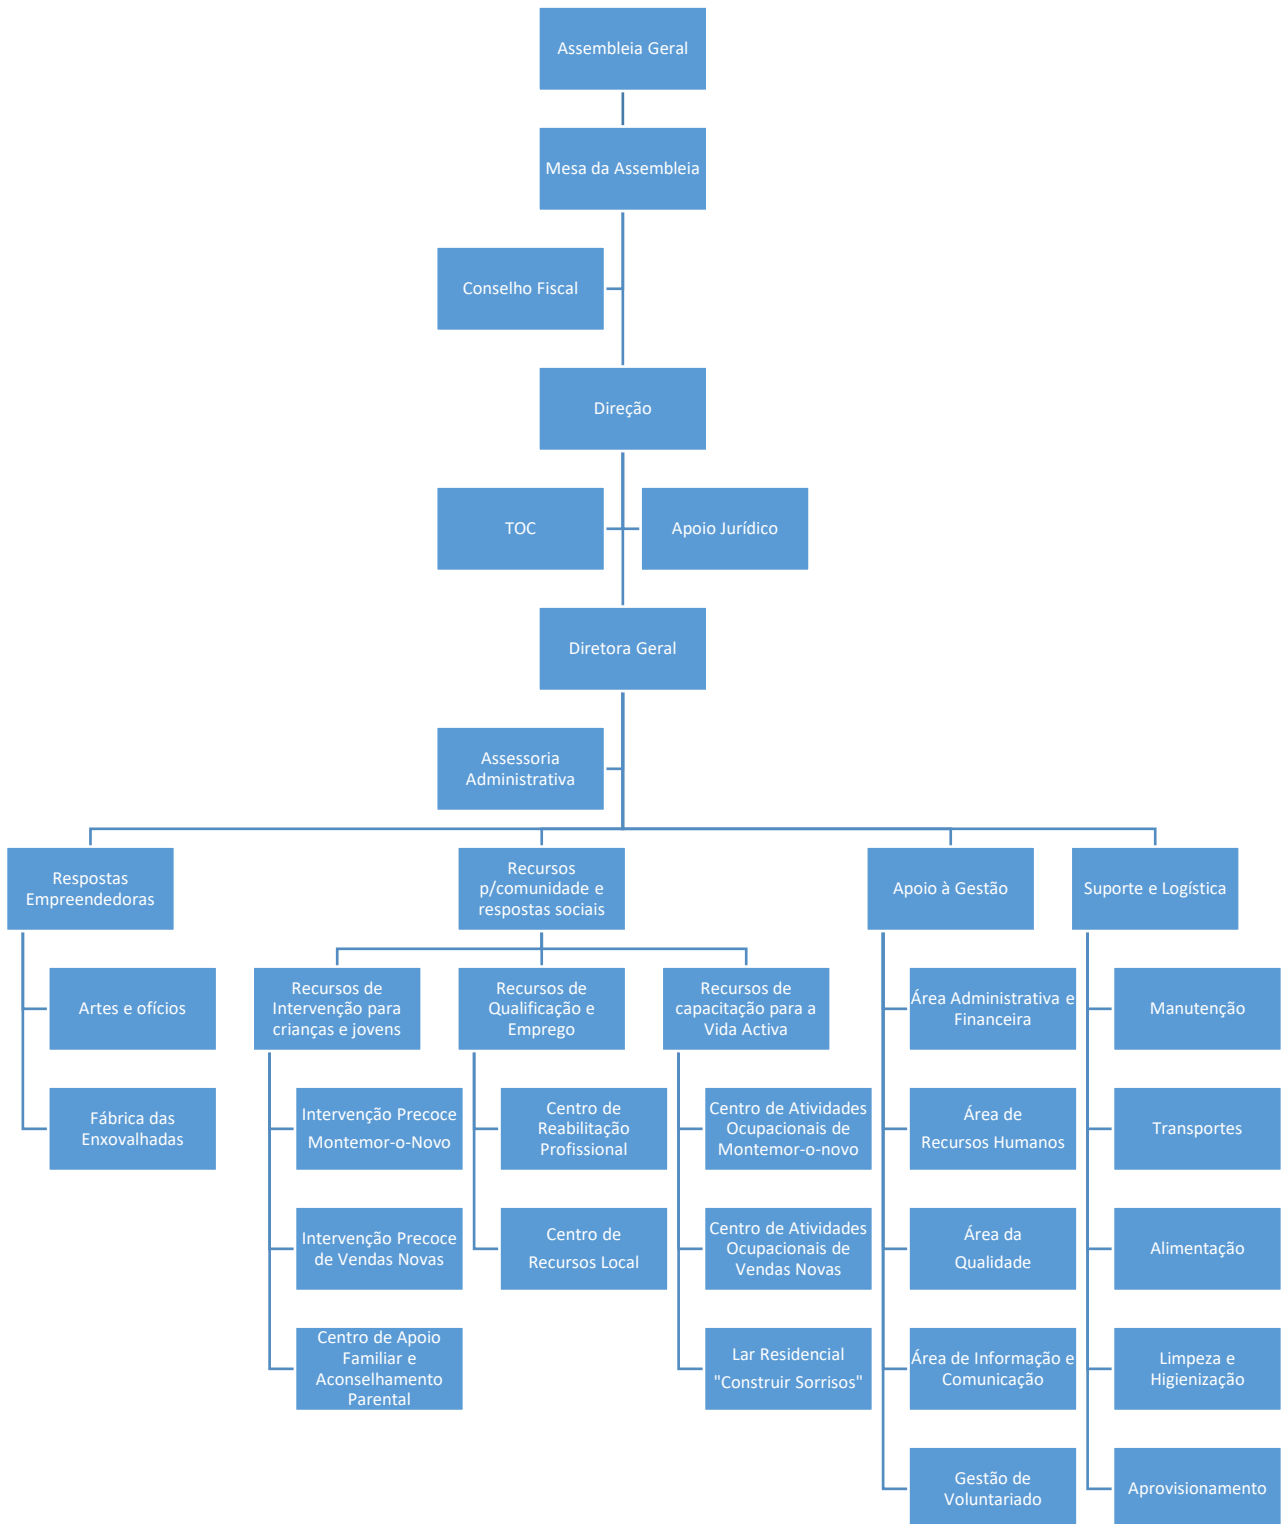 Assembleia Geral
Mesa da Assembleia
Conselho Fiscal
Direção
TOC
Apoio Jurídico
Diretora Geral
Assessoria
Administrativa
Respostas
Empreendedoras
Recursos
p/comunidade e
respostas sociais
Apoio à Gestão
Suporte e Logística
Artes e ofícios
Fábrica das
Enxovalhadas
Recursos de
Intervenção para
crianças e jovens
Intervenção Precoce
Montemor-o-Novo
Intervenção Precoce
de Vendas Novas
Centro de Apoio
Familiar e
Aconselhamento
Parental
Recursos de
Qualificação e
Emprego
Centro de
Reabilitação
Profissional
Centro de
Recursos Local
Recursos de
capacitação para a
Vida Activa
Centro de Atividades
Ocupacionais de
Montemor-o-novo
Centro de Atividades
Ocupacionais de
Vendas Novas
Lar Residencial
"Construir Sorrisos"
Área Administrativa e
Financeira
Área de
Recursos Humanos
Área da
Qualidade
Área de Informação e
Comunicação
Gestão de
Voluntariado
Manutenção
Transportes
Alimentação
Limpeza e
Higienização
Aprovisionamento